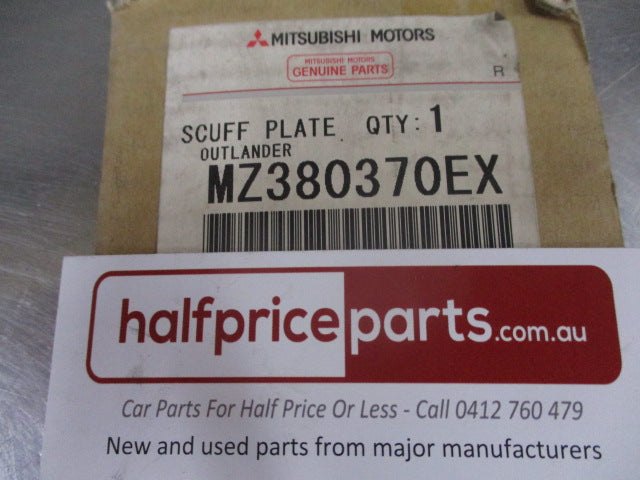 MITSUBISHI MOTORS
MITSUBISHI MOTORS
GENUINE PARTS
R
SCUFF PLATE QTY: 1
OUTLANDER
MZ380370EX
halfpriceparts.com.au
Car Parts For Half Price Or Less - Call 0412 760 479
New and used parts from major manufacturers